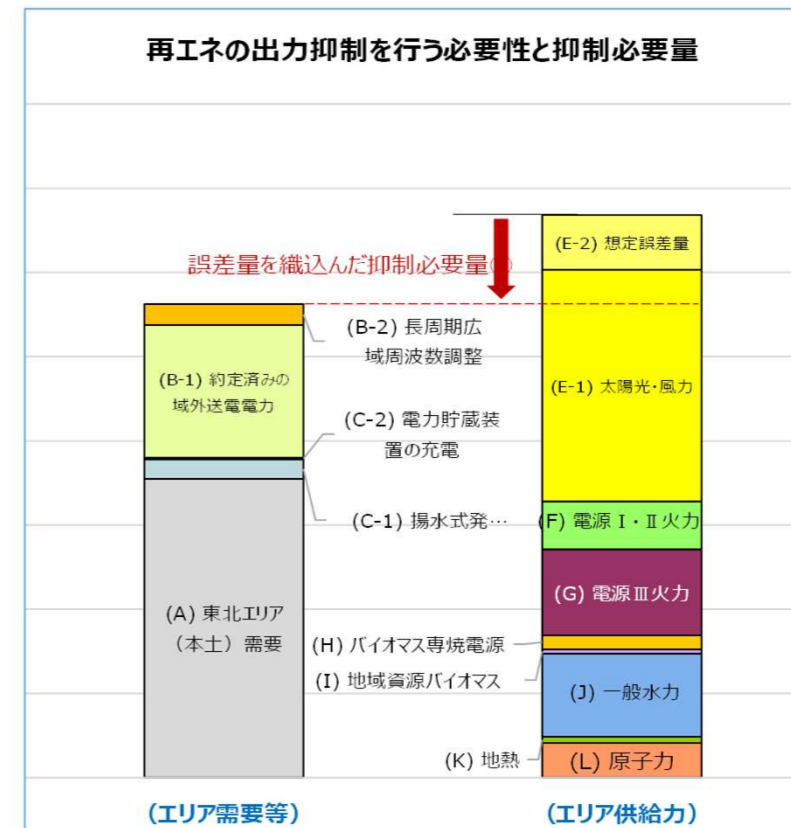 再エネの出力抑制を行う必要性と抑制必要量
(E-2) 想定誤差量
誤差量を織込んだ抑制必要量
(B-2) 長周期広
域周波数調整
(B-1) 約定済みの
域外送電電力
(E-1) 太陽光・風力
(C-2) 電力貯蔵装
置の充電
(C-1) 揚水式発…
(F) 電源Ⅰ・Ⅱ火力
(G) 電源Ⅲ火力
(A) 東北エリア
（本土）需要
(H) バイオマス専焼電源
(I) 地域資源バイオマス
(J) 一般水力
(K) 地熱
(L) 原子力
(エリア需要等)
(エリア供給力)